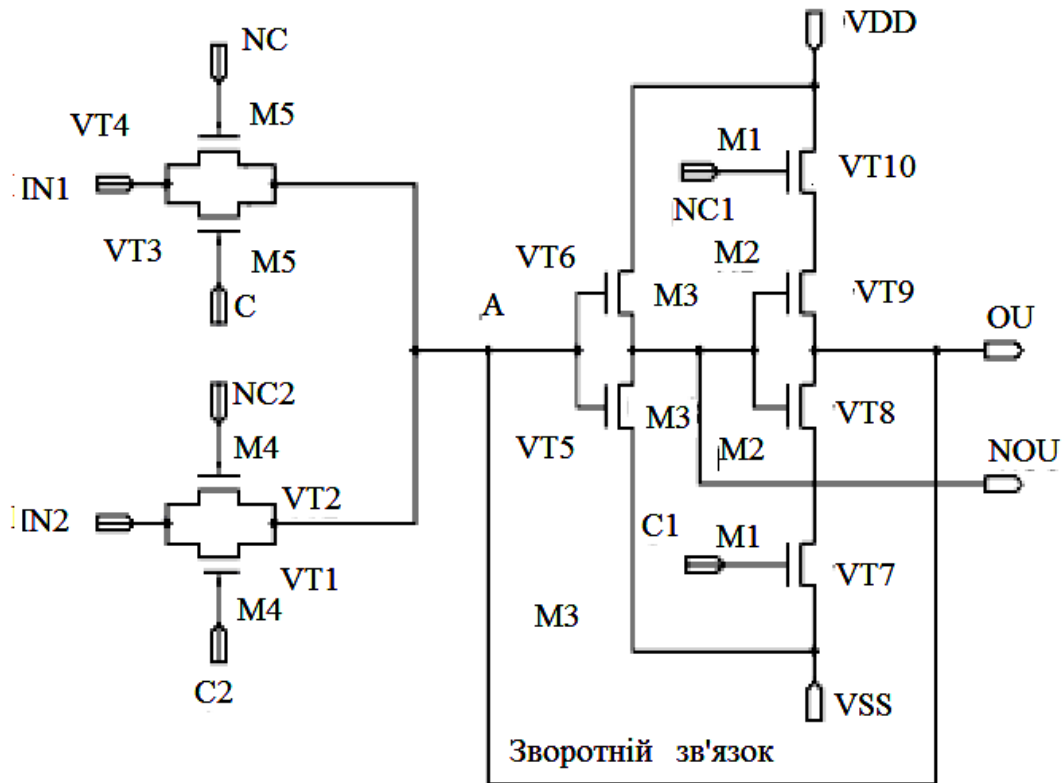 NC
VDD
VT4
M5
M1
IN1
VT10
NC1
VT3
M5
VT6
M2
C
A
M3
VT9
OU
NC2
M4
VT5
M3
M2
VT8
NOU
IN2
VT2
C1
M1
VT1
VT7
M4
M3
C2
VSS
Зворотній зв'язок